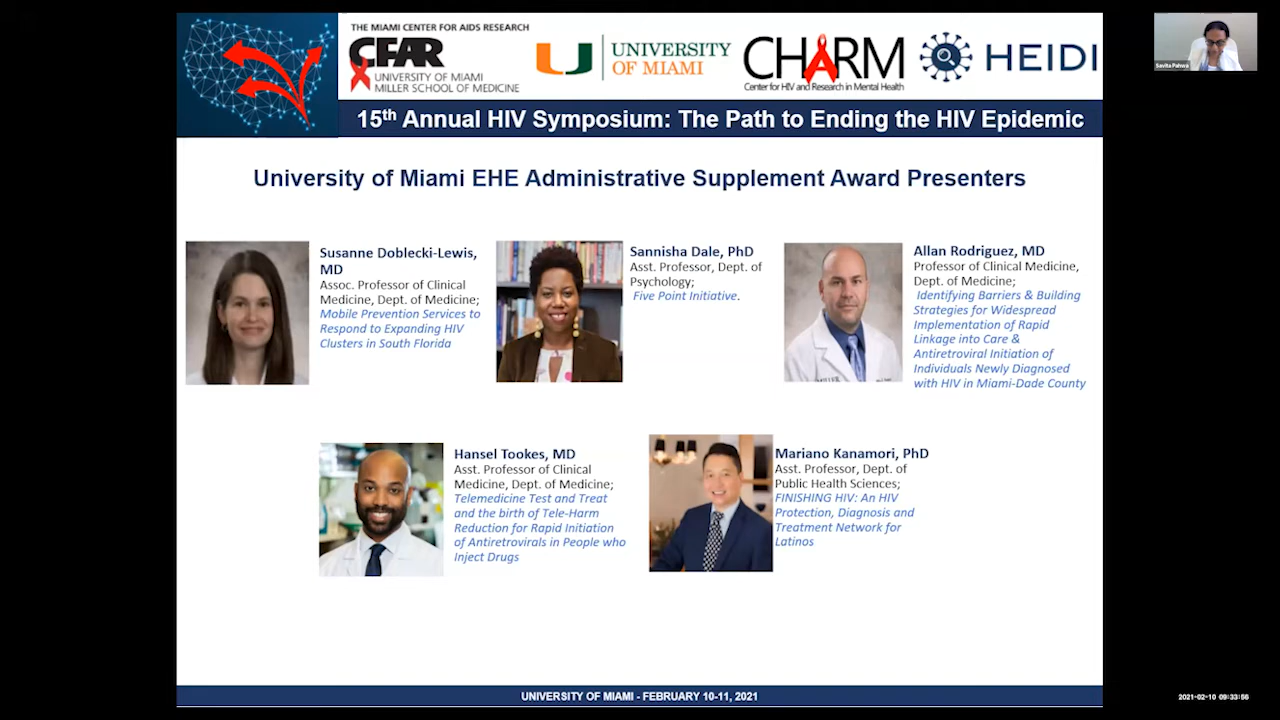 THE MIAMI CENTER FOR AIDS RESEARCH
CFAR
UNIVERSITY OF MIAMI
MILLER SCHOOL OF MEDICINE
UNIVERSITY
OF MIAMI
CHARM
Center for HIV and Research in Mental Health
HEIDI
Savita Pahwa
15th Annual HIV Symposium: The Path to Ending the HIV Epidemic
University of Miami EHE Administrative Supplement Award Presenters
Susanne Doblecki-Lewis,
MD
Assoc. Professor of Clinical
Medicine, Dept. of Medicine;
Mobile Prevention Services to
Respond to Expanding HIV
Clusters in South Florida
Sannisha Dale, PhD
Asst. Professor, Dept. of
Psychology;
Five Point Initiative.
Allan Rodriguez, MD
Professor of Clinical Medicine,
Dept. of Medicine;
Identifying Barriers & Building
Strategies for Widespread
Implementation of Rapid
Linkage into Care &
Antiretroviral Initiation of
Individuals Newly Diagnosed
with HIV in Miami-Dade County
Hansel Tookes, MD
Asst. Professor of Clinical
Medicine, Dept. of Medicine;
Telemedicine Test and Treat
and the birth of Tele-Harm
Reduction for Rapid Initiation
of Antiretrovirals in People who
Inject Drugs
Mariano Kanamori, PhD
Asst. Professor, Dept. of
Public Health Sciences;
FINISHING HIV: An HIV
Protection, Diagnosis and
Treatment Network for
Latinos
UNIVERSITY OF MIAMI - FEBRUARY 10-11, 2021
2021-02-10 09:33:56